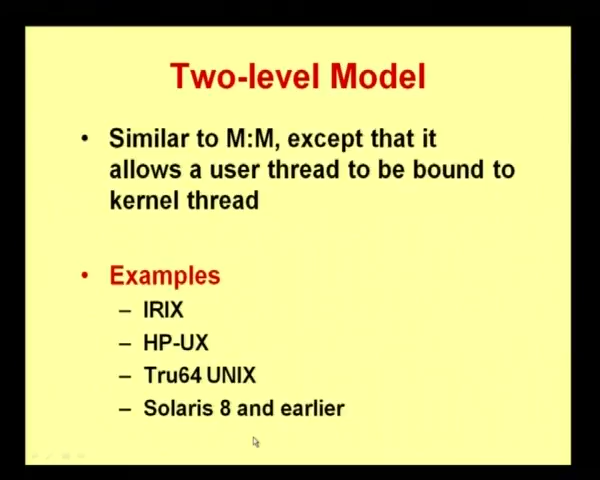 Two-level Model
• Similar to M:M, except that it
allows a user thread to be bound to
kernel thread
• Examples
– IRIX
– HP-UX
– Tru64 UNIX
– Solaris 8 and earlier